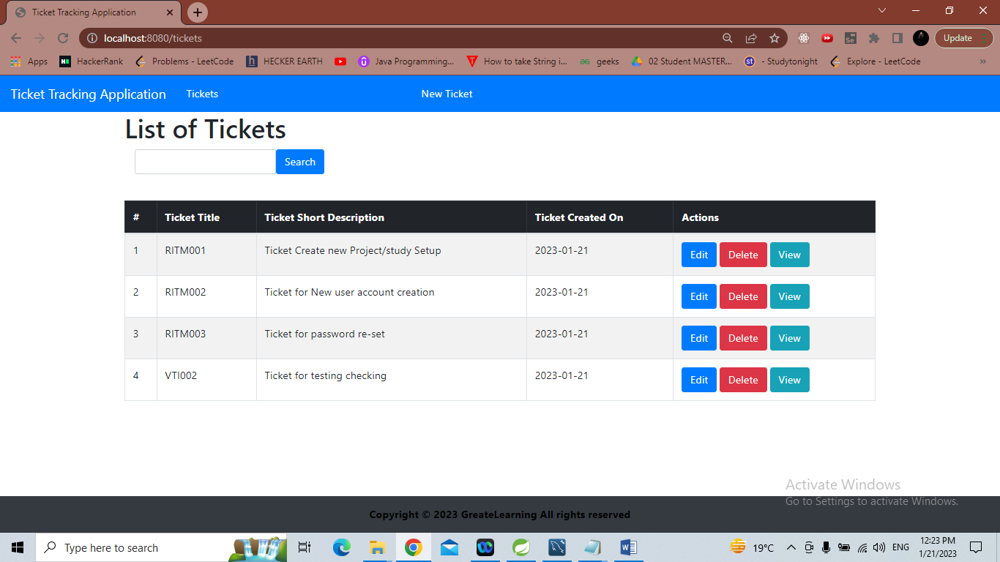 Ticket Tracking Application
localhost:8080/tickets
Update
Apps HackerRank Problems - LeetCode HECKER EARTH Java Programming... How to take String i... geeks 02 Student MASTER... - Studytonight Explore - LeetCode »
Ticket Tracking Application Tickets New Ticket
List of Tickets
Search
# Ticket Title Ticket Short Description Ticket Created On Actions
1 RITM001 Ticket Create new Project/study Setup 2023-01-21 Edit Delete View
2 RITM002 Ticket for New user account creation 2023-01-21 Edit Delete View
3 RITM003 Ticket for password re-set 2023-01-21 Edit Delete View
4 VTI002 Ticket for testing checking 2023-01-21 Edit Delete View
Activate Windows
Go to Settings to activate Windows.
Copyright © 2023 GreateLearning All rights reserved
Type here to search
19°C
ENG
12:23 PM
1/21/2023